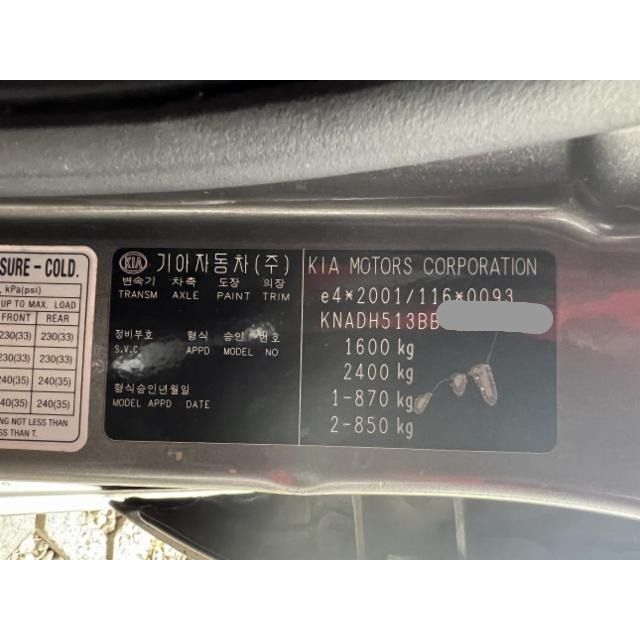 SURE - COLD.
, kPa(psi)
UP TO MAX. LOAD
FRONT REAR
230(33) 230(33)
230(33) 230(33)
240(35) 240(35)
240(35) 240(35)
NG NOT LESS THAN
SS THAN T.
KIA 기아자동차(주)
변속기 차축 도장 의장
TRANSM AXLE PAINT TRIM
정비부호 형식 승인 번호
S.V.C APPD MODEL NO
형식승인년월일
MODEL APPD DATE
KIA MOTORS CORPORATION
e4*2001/116*0093
KNADH513BB
1600 kg
2400 kg
1-870 kg
2-850 kg